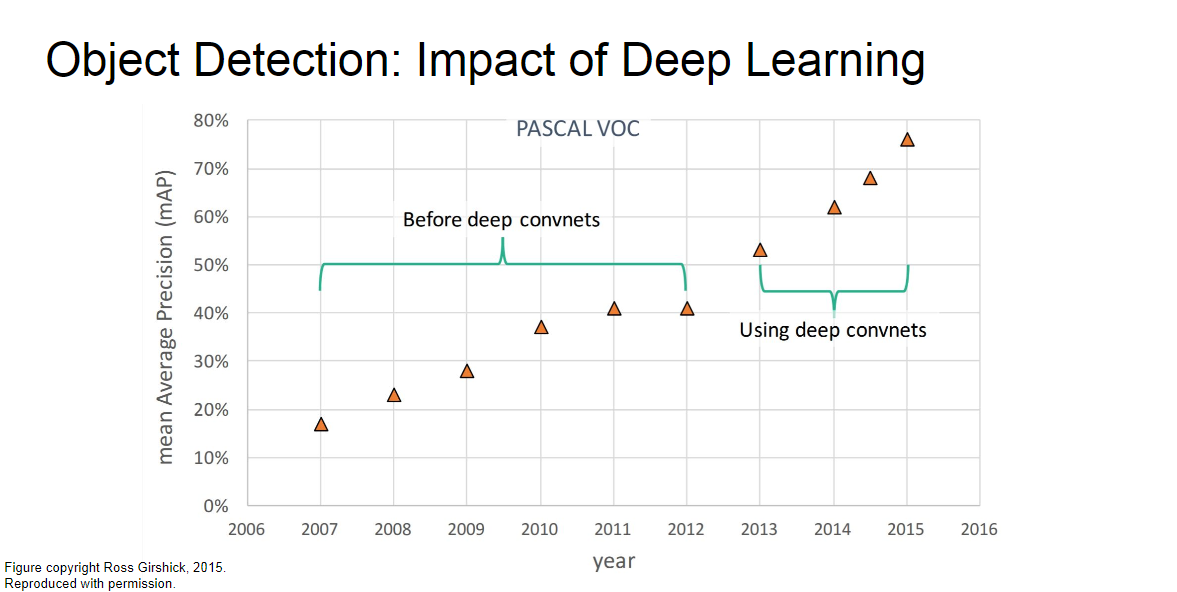 Object Detection: Impact of Deep Learning
PASCAL VOC
80%
70%
60%
50%
40%
30%
20%
10%
0%
mean Average Precision (mAP)
Before deep convnets
Using deep convnets
2006 2007 2008 2009 2010 2011 2012 2013 2014 2015 2016
year
Figure copyright Ross Girshick, 2015.
Reproduced with permission.